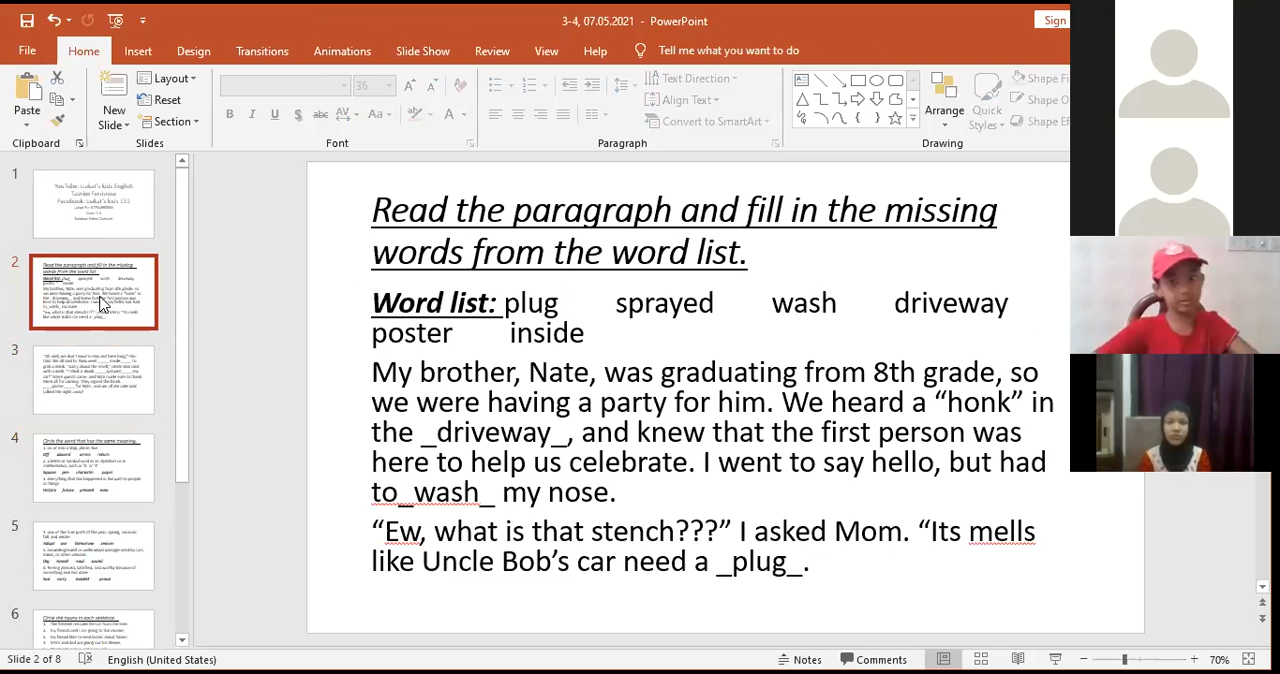 3-4, 07.05.2021 - PowerPoint
Sign
File Home Insert Design Transitions Animations Slide Show Review View Help Tell me what you want to do
Paste
New Slide
Layout
Reset
Section
36
Text Direction
Align Text
Convert to SmartArt
Arrange
Quick Styles
Shape Fi
Shape O
Shape Ef
Clipboard Slides Font Paragraph Drawing
1
2
3
4
5
6
Read the paragraph and fill in the missing
words from the word list.
Word list: plug sprayed wash driveway
poster inside
My brother, Nate, was graduating from 8th grade, so
we were having a party for him. We heard a “honk” in
the _driveway_, and knew that the first person was
here to help us celebrate. I went to say hello, but had
to_wash_ my nose.
“Ew, what is that stench???” I asked Mom. “Its mells
like Uncle Bob’s car need a _plug_.
Slide 2 of 8 English (United States) Notes Comments 70%